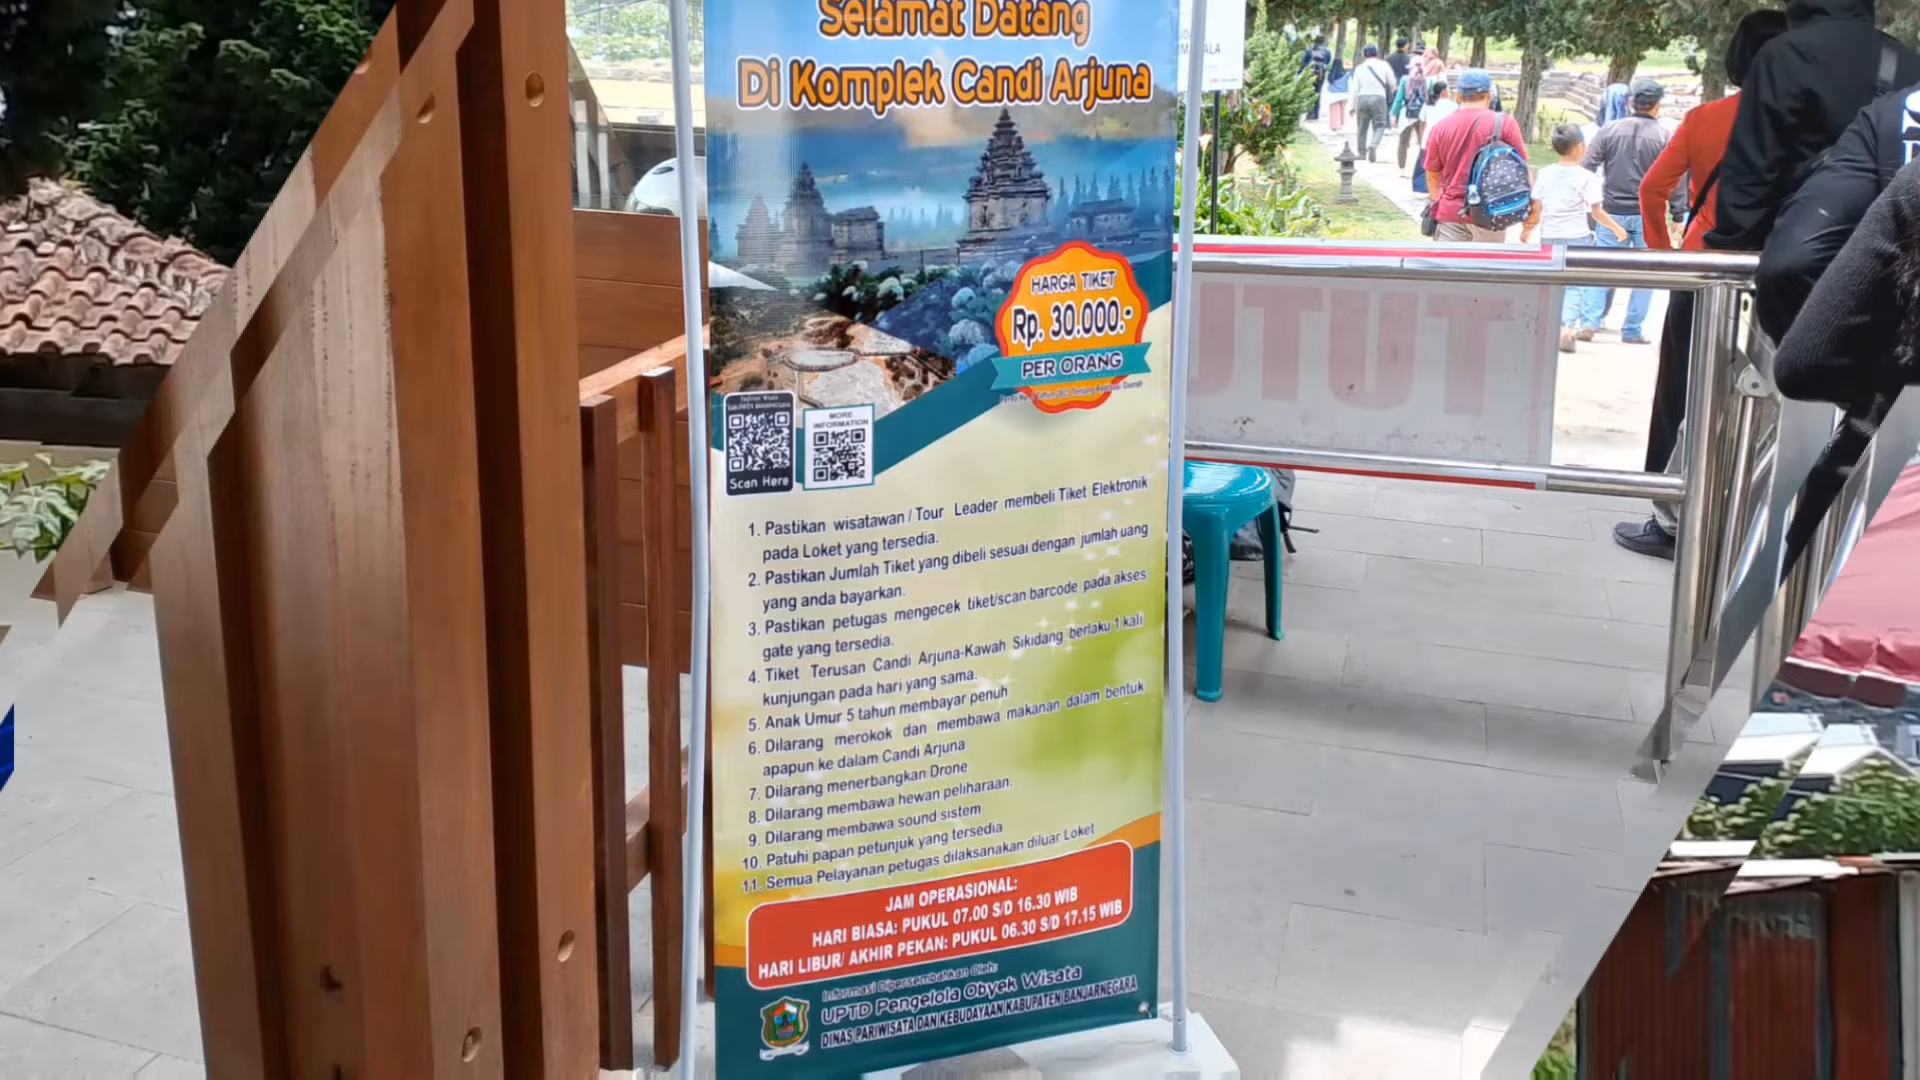 Selamat Datang
Di Komplek Candi Arjuna
HARGA TIKET
Rp. 30.000.-
PER ORANG
MORE
INFORMATION
Scan Here
1. Pastikan wisatawan / Tour Leader membeli Tiket Elektronik
pada Loket yang tersedia.
2. Pastikan Jumlah Tiket yang dibeli sesuai dengan jumlah uang
yang anda bayarkan.
3. Pastikan petugas mengecek tiket/scan barcode pada akses
gate yang tersedia.
4. Tiket Terusan Candi Arjuna-Kawah Sikidang berlaku 1 kali
kunjungan pada hari yang sama.
5. Anak Umur 5 tahun membayar penuh
6. Dilarang merokok dan membawa makanan dalam bentuk
apapun ke dalam Candi Arjuna
7. Dilarang menerbangkan Drone
8. Dilarang membawa hewan peliharaan.
9. Dilarang membawa sound sistem
10. Patuhi papan petunjuk yang tersedia
11. Semua Pelayanan petugas dilaksanakan diluar Loket
JAM OPERASIONAL:
HARI BIASA: PUKUL 07.00 S/D 16.30 WIB
HARI LIBUR/ AKHIR PEKAN: PUKUL 06.30 S/D 17.15 WIB
Informasi Dipersembahkan Oleh:
UPTD Pengelola Obyek Wisata
DINAS PARIWISATA DAN KEBUDAYAAN KABUPATEN BANJARNEGARA
UTUT